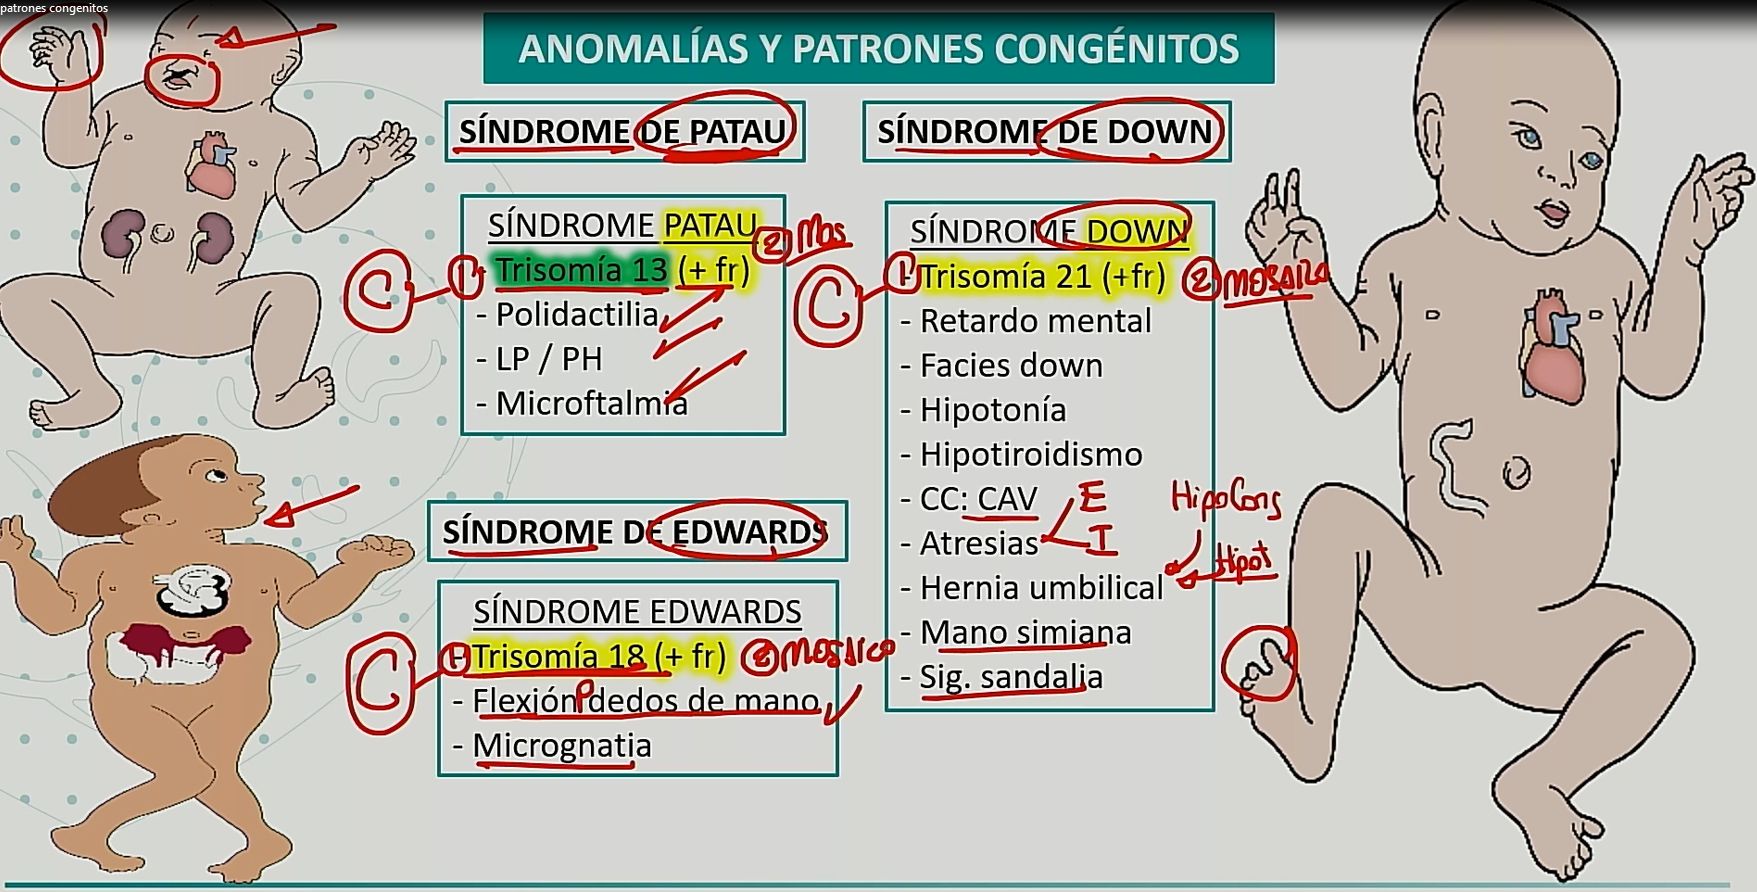 patrones congenitos
ANOMALÍAS Y PATRONES CONGÉNITOS
SÍNDROME DE PATAU
SÍNDROME PATAU
1 Trisomía 13 (+ fr) 2 Mos
C
- Polidactilia
- LP / PH
- Microftalmia
SÍNDROME DE EDWARDS
SÍNDROME EDWARDS
1 Trisomía 18 (+ fr) 2 MOSAICO
C
- Flexión P dedos de mano
- Micrognatia
SÍNDROME DE DOWN
SÍNDROME DOWN
1 Trisomía 21 (+fr) 2 MOSAICO
C
- Retardo mental
- Facies down
- Hipotonía
- Hipotiroidismo
- CC: CAV
- Atresias E
I
- Hernia umbilical
HipoCong
Hipot
- Mano simiana
- Sig. sandalia